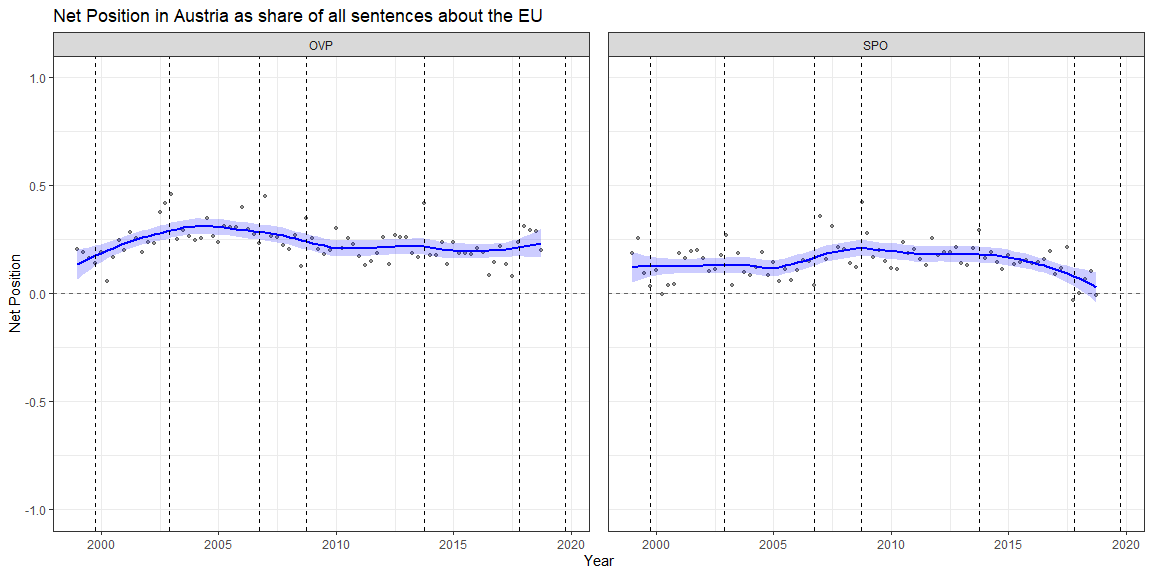 Net Position in Austria as share of all sentences about the EU
OVP
SPO
Net Position
1.0
0.5
0.0
-0.5
-1.0
2000 2005 2010 2015 2020
2000 2005 2010 2015 2020
Year